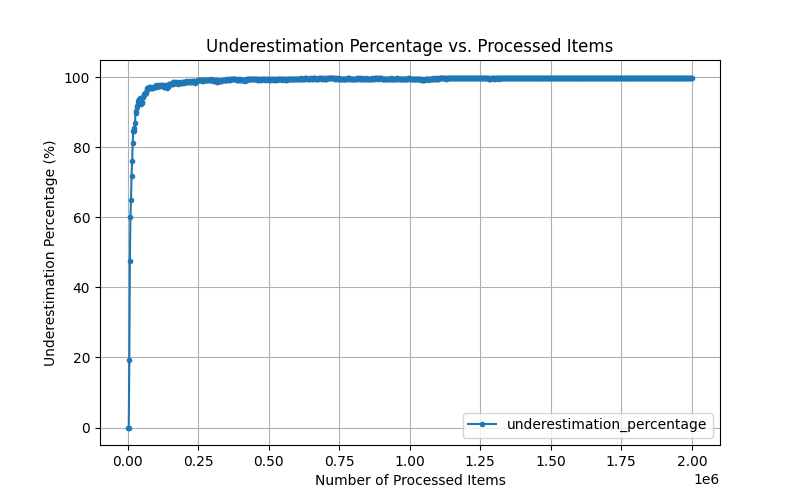 Underestimation Percentage vs. Processed Items
Underestimation Percentage (%)
100
80
60
40
20
0
underestimation_percentage
0.00 0.25 0.50 0.75 1.00 1.25 1.50 1.75 2.00
1e6
Number of Processed Items